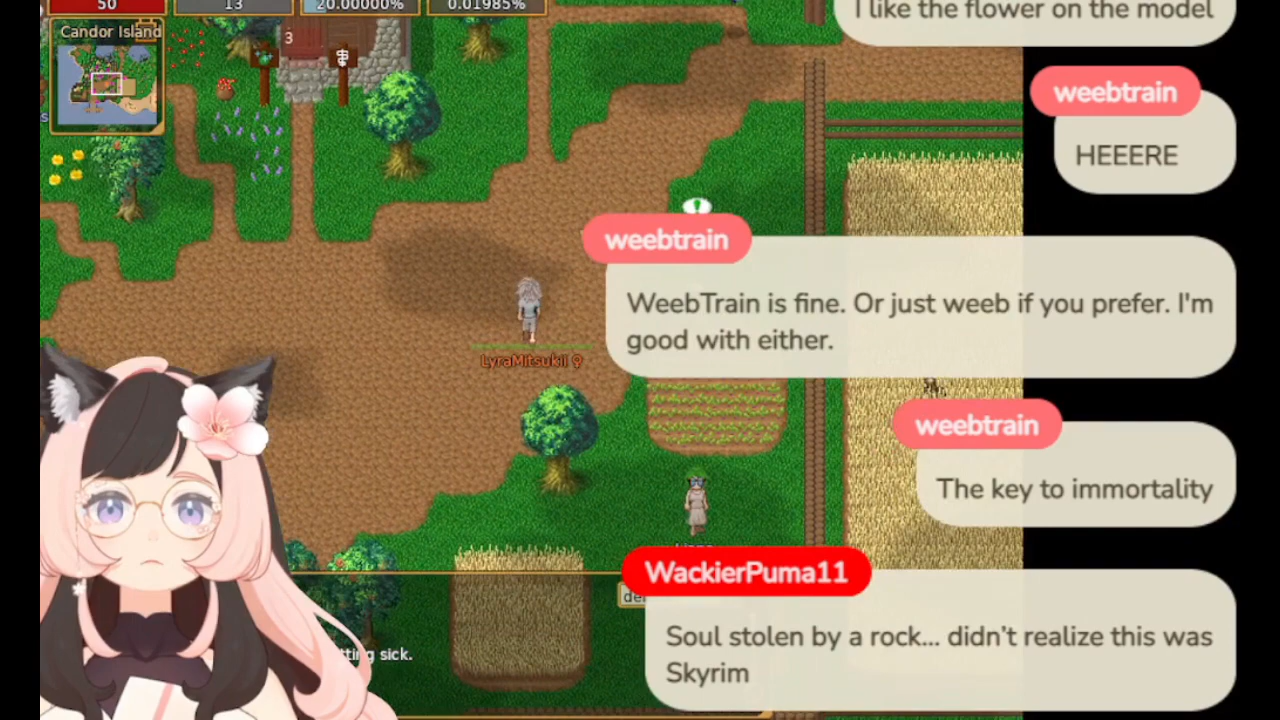 50
13
20.00000%
0.01985%
Candor Island
3
I like the flower on the model
weebtrain
HEEERE
weebtrain
WeebTrain is fine. Or just weeb if you prefer. I'm
good with either.
LyraMitsukii ♀
weebtrain
The key to immortality
WackierPuma11
Soul stolen by a rock... didn't realize this was
Skyrim
tting sick.